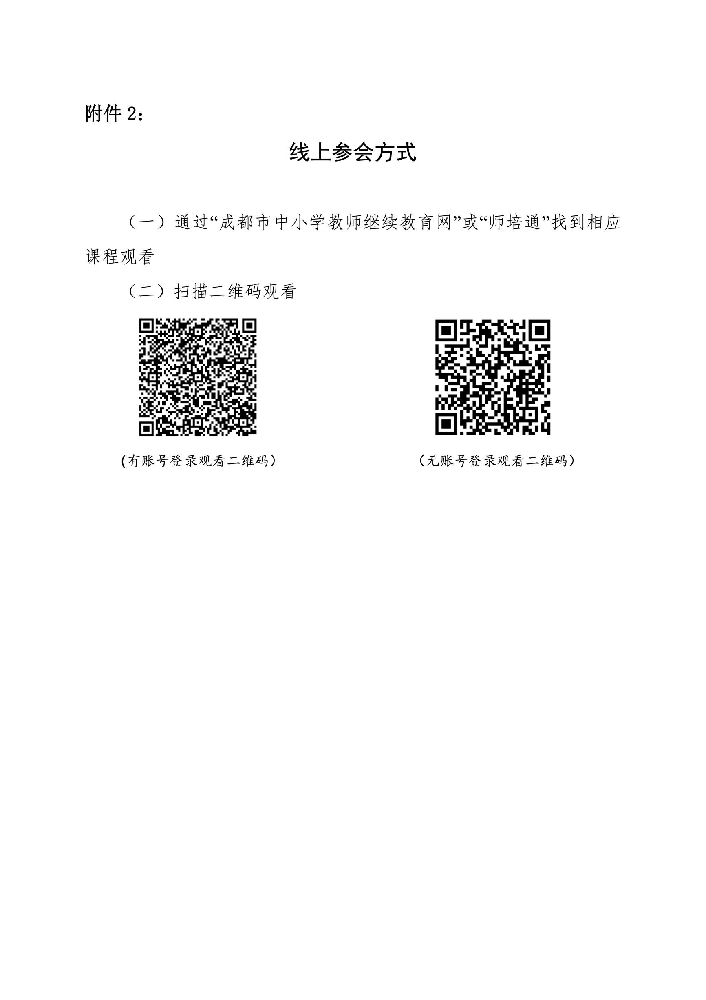 附件 2：
线上参会方式
（一）通过“成都市中小学教师继续教育网”或“师培通”找到相应
课程观看
（二）扫描二维码观看
(有账号登录观看二维码）
（无账号登录观看二维码）